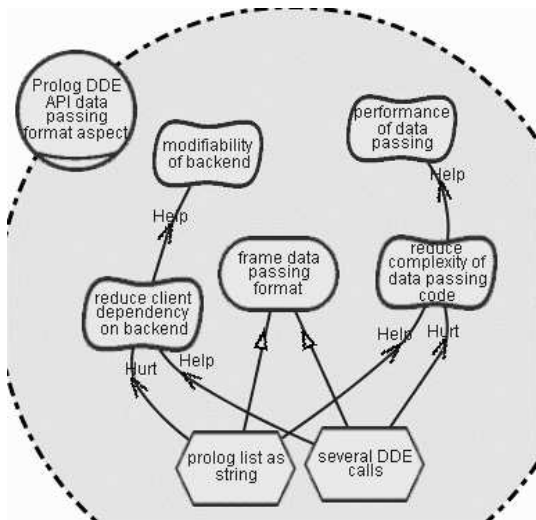 Prolog DDE
API data
passing
format aspect
modifiability
of backend
performance
of data
passing
Help
Help
frame data
passing
format
reduce
complexity of
data passing
code
reduce client
dependency
on backend
Hurt
Help
Help
Hurt
prolog list as
string
several DDE
calls